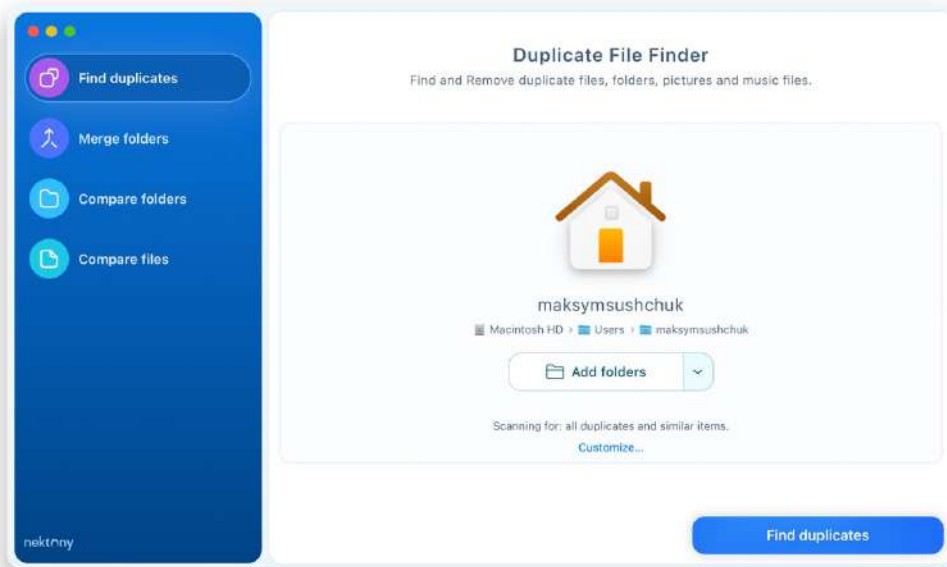 Find duplicates
Merge folders
Compare folders
Compare files
nektony
Duplicate File Finder
Find and Remove duplicate files, folders, pictures and music files.
maksymsushchuk
Macintosh HD › Users › maksymsushchuk
Add folders
Scanning for: all duplicates and similar items.
Customize...
Find duplicates